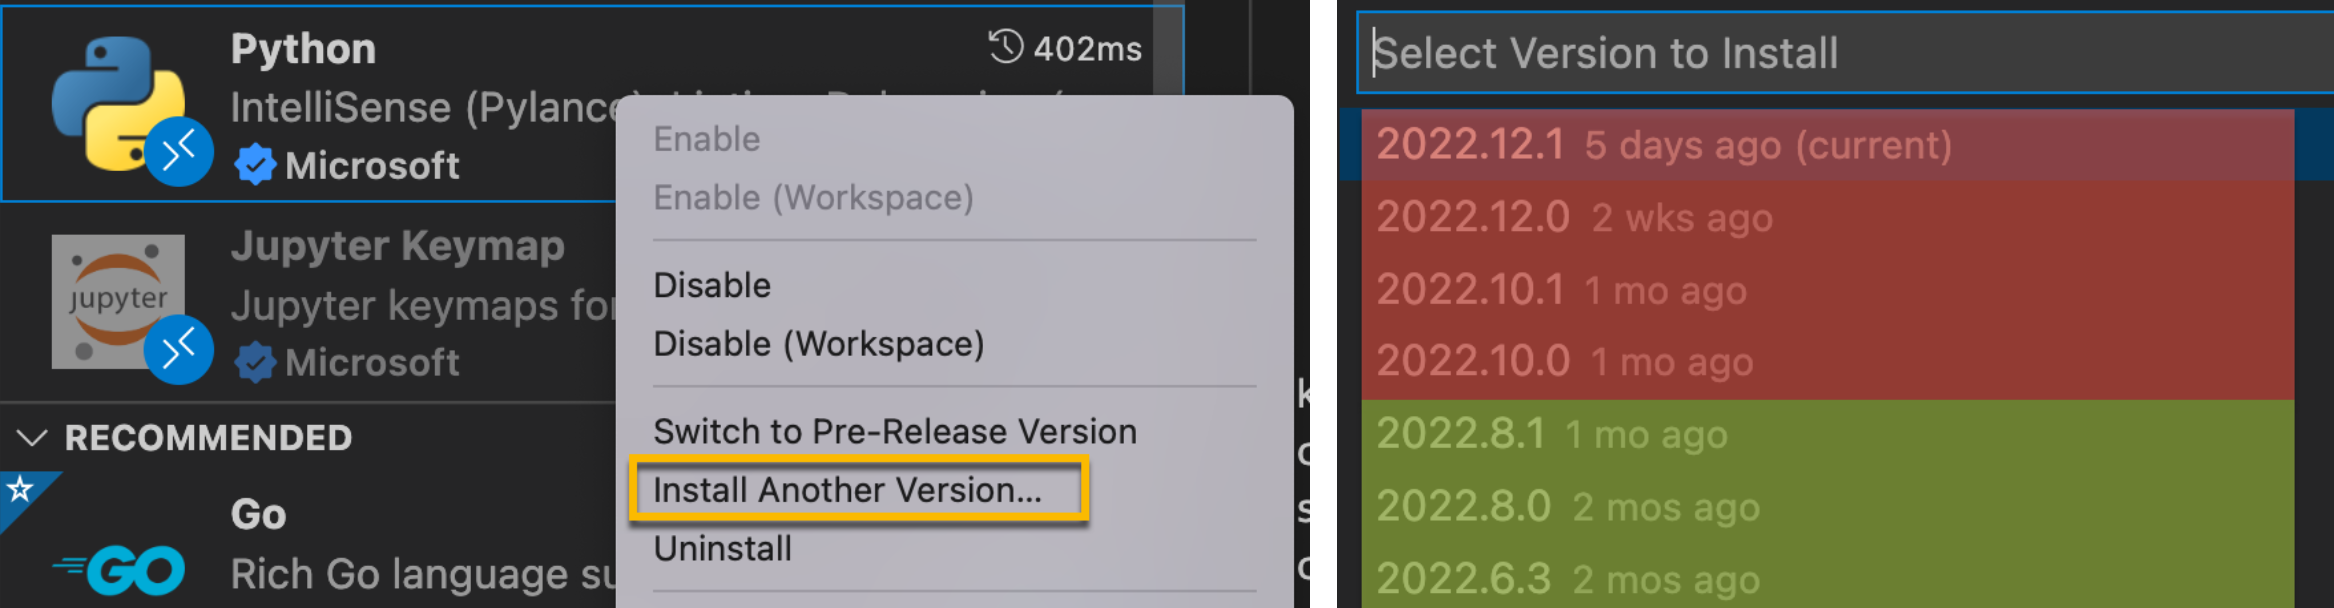 Python
402ms
IntelliSense (Pylance
Microsoft
jupyter
Jupyter Keymap
Jupyter keymaps for
Microsoft
RECOMMENDED
GO
Go
Rich Go language su
Enable
Enable (Workspace)
Disable
Disable (Workspace)
Switch to Pre-Release Version
Install Another Version...
Uninstall
Select Version to Install
2022.12.1 5 days ago (current)
2022.12.0 2 wks ago
2022.10.1 1 mo ago
2022.10.0 1 mo ago
2022.8.1 1 mo ago
2022.8.0 2 mos ago
2022.6.3 2 mos ago